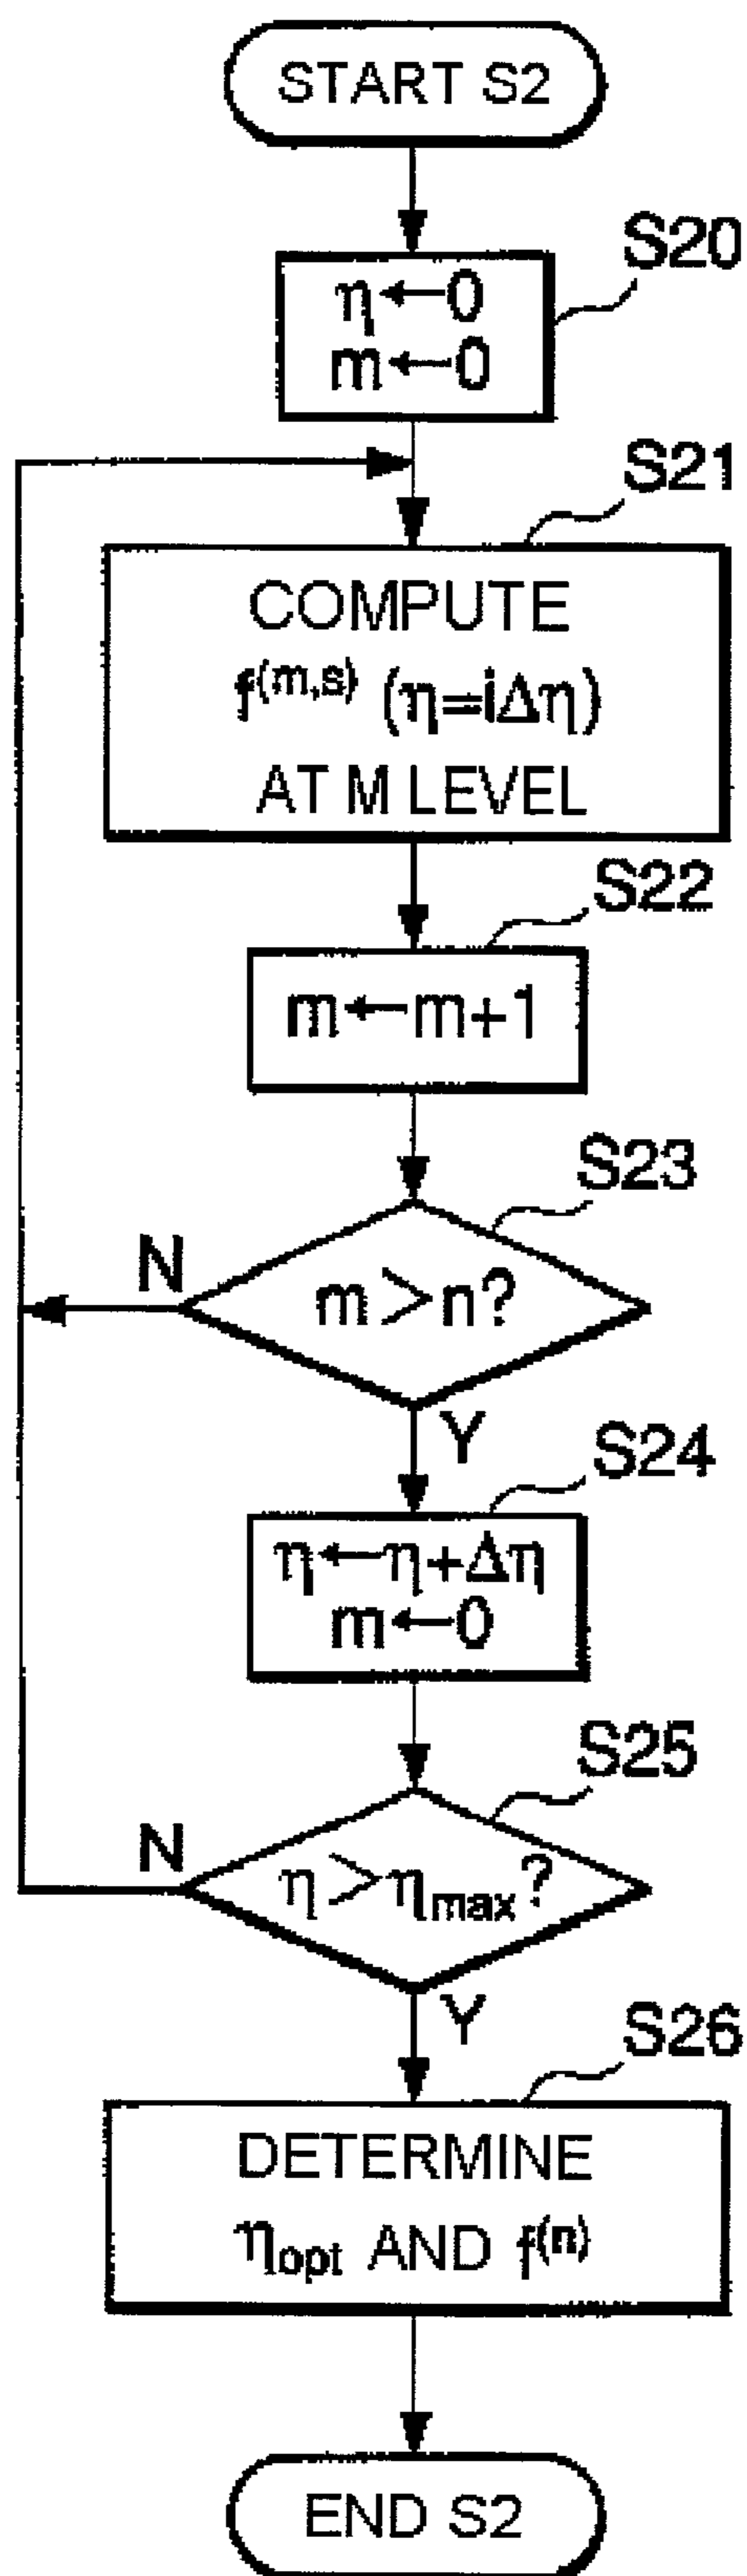 START S2
S20
η←0
m←0
S21
COMPUTE
f(m,s) (η=iΔη)
AT M LEVEL
S22
m←m+1
S23
N
m>n?
Y
S24
η←η+Δη
m←0
S25
N
η>ηmax?
Y
S26
DETERMINE
ηopt AND f(n)
END S2